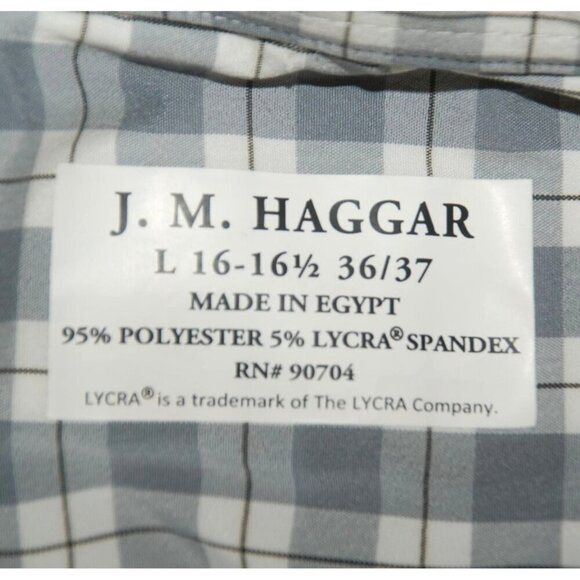 J. M. HAGGAR
L 16-16½ 36/37
MADE IN EGYPT
95% POLYESTER 5% LYCRA® SPANDEX
RN# 90704
LYCRA® is a trademark of The LYCRA Company.